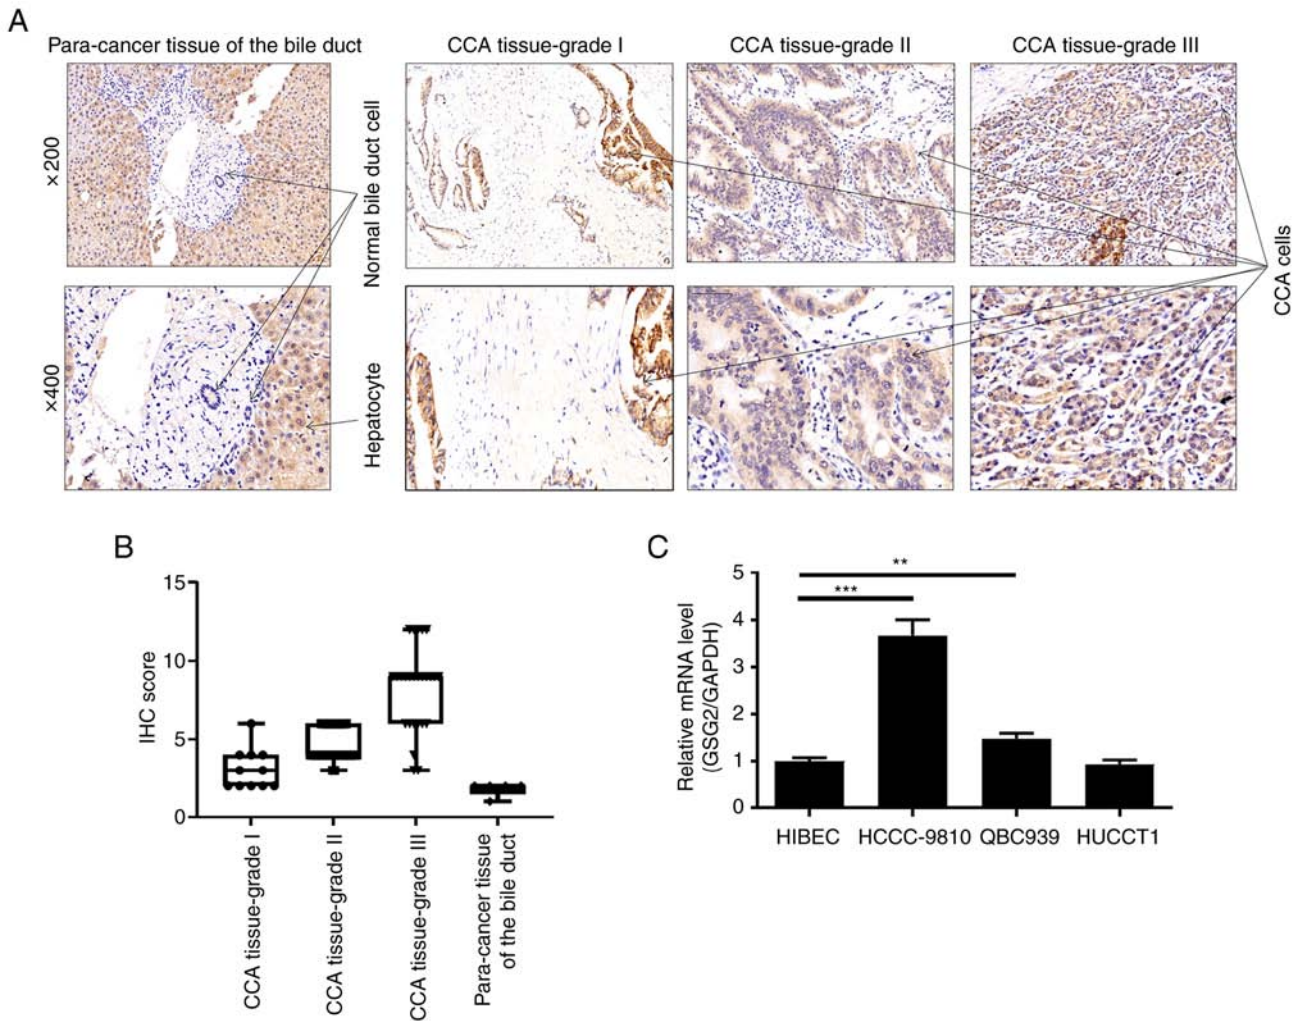 A
Para-cancer tissue of the bile duct
CCA tissue-grade I
CCA tissue-grade II
CCA tissue-grade III
×200
×400
Normal bile duct cell
Hepatocyte
CCA cells
B
IHC score
15
10
5
0
CCA tissue-grade I
CCA tissue-grade II
CCA tissue-grade III
Para-cancer tissue
of the bile duct
C
Relative mRNA level
(GSG2/GAPDH)
5
4
3
2
1
0
**
***
HIBEC
HCCC-9810
QBC939
HUCCT1